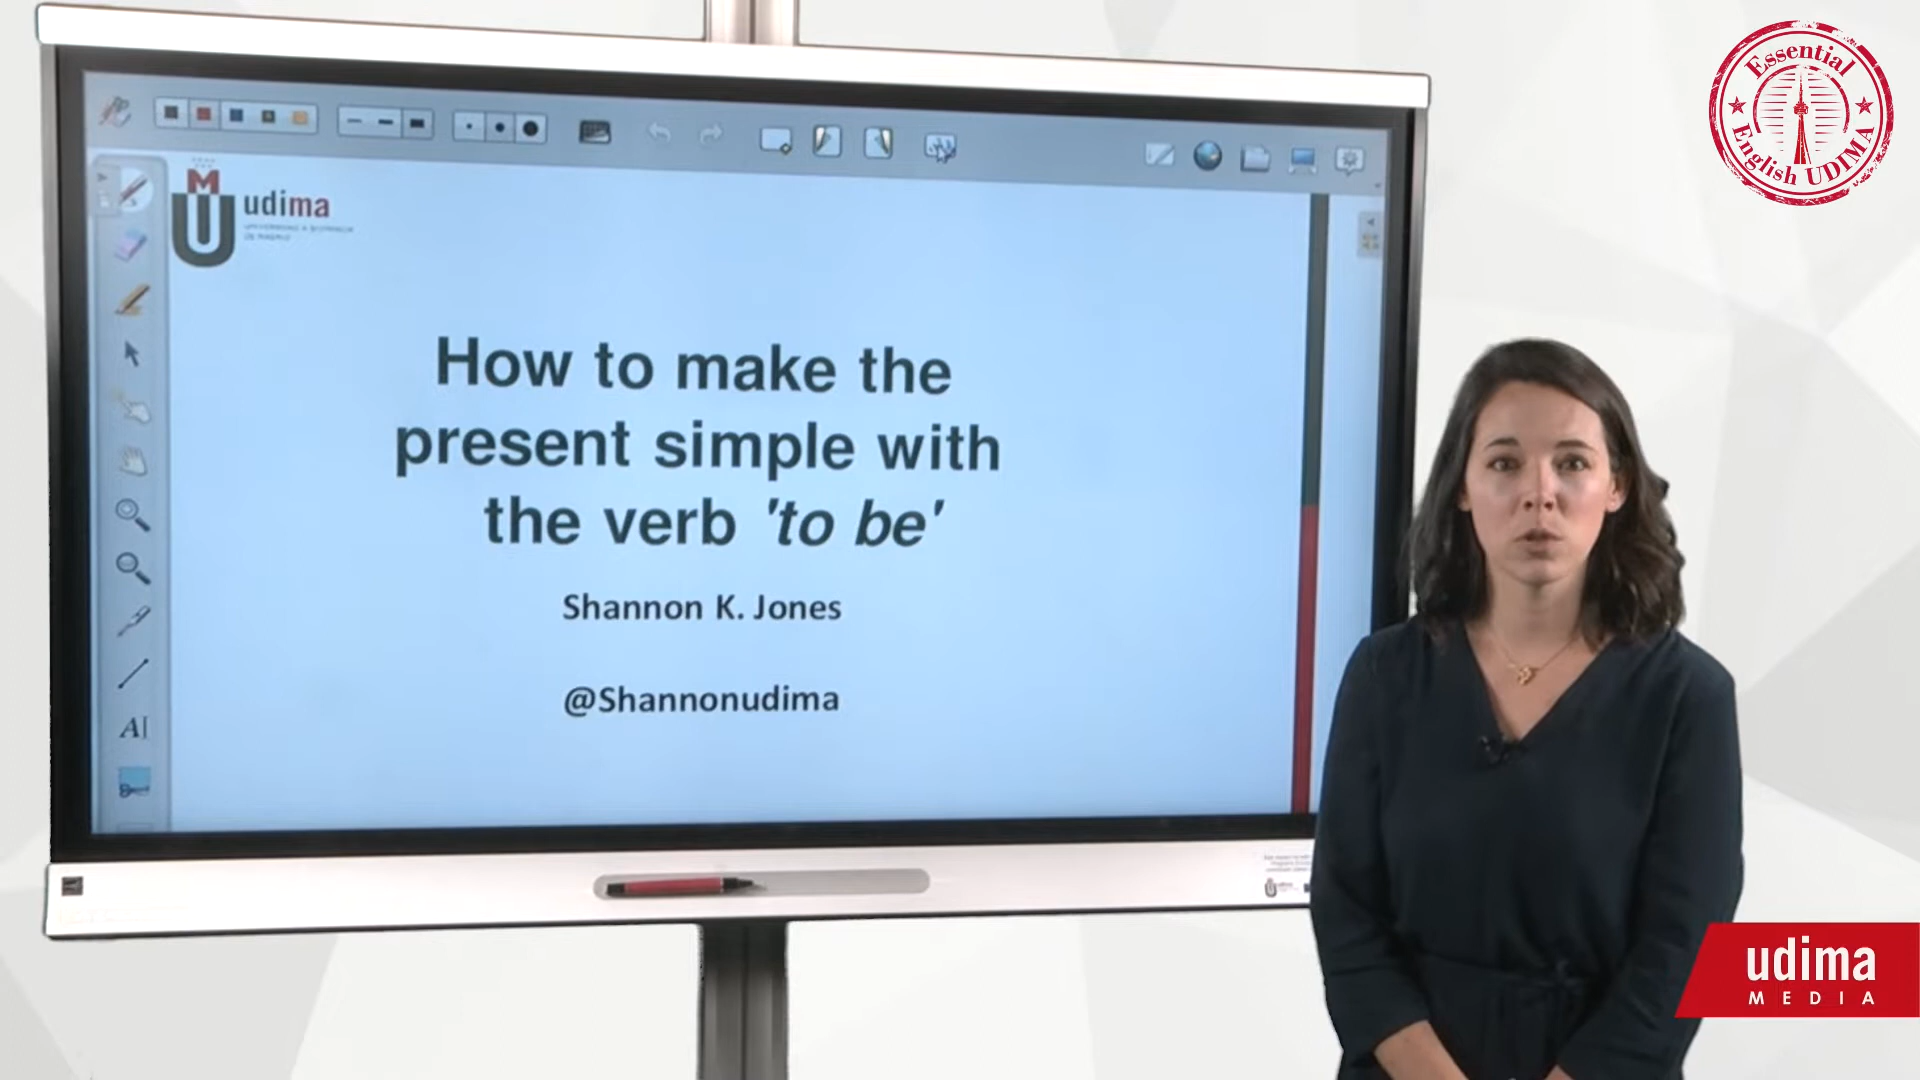 Essential
English UDIMA
M
U
udima
How to make the
present simple with
the verb 'to be'
Shannon K. Jones
@Shannonudima
A
udima
MEDIA